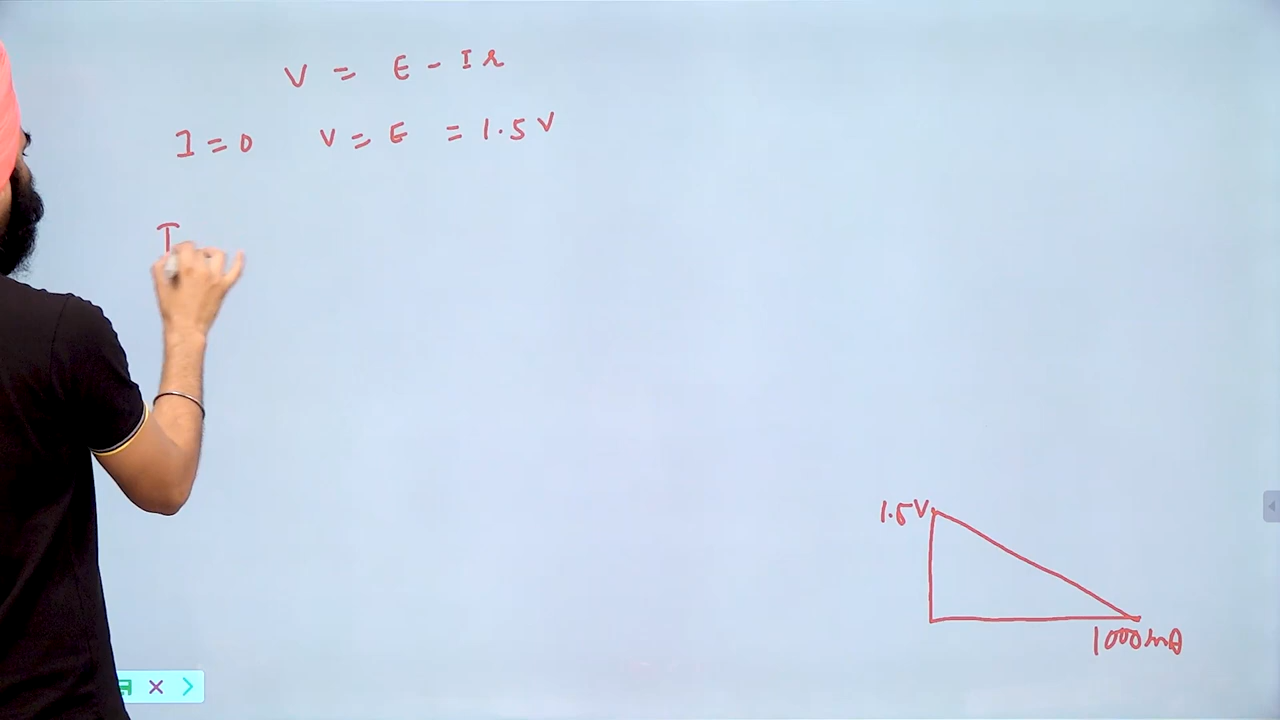 V = E - Ir
I = 0 V = E = 1.5 V
I
1.5V
1000mA